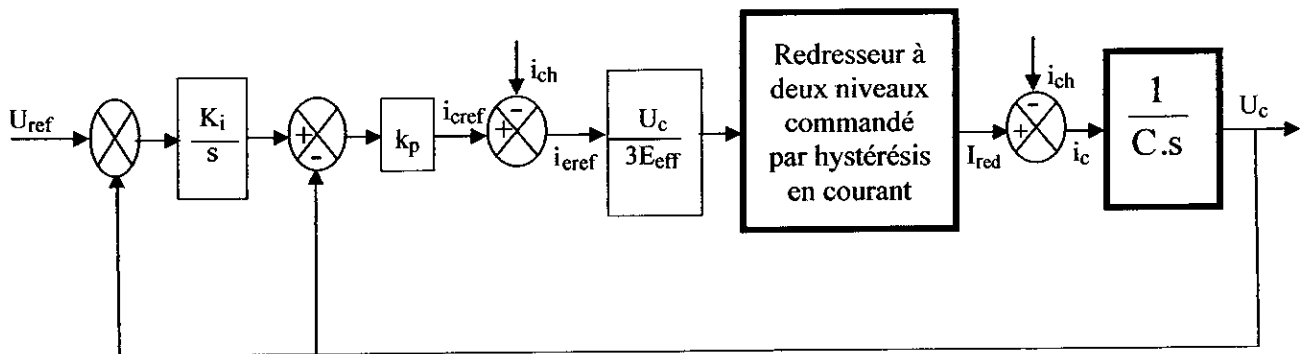 U_ref
K_i
s
+
-
k_p
i_cref
i_ch
-
+
i_eref
U_c
3E_eff
Redresseur à
deux niveaux
commandé
par hystérésis
en courant
I_red
i_ch
-
+
i_c
1
C.s
U_c